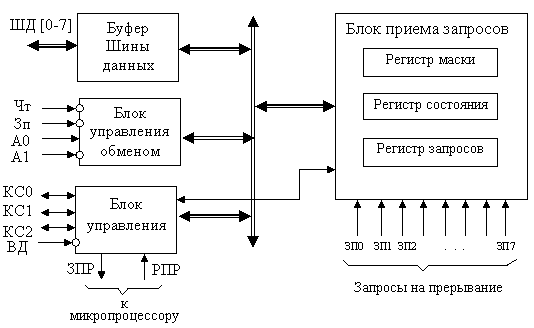 ШД [0-7]
Буфер
Шины
данных
Чт
Зп
А0
А1
Блок
управления
обменом
КС0
КС1
КС2
ВД
Блок
управления
ЗПР
РПР
к
микропроцессору
Блок приема запросов
Регистр маски
Регистр состояния
Регистр запросов
ЗП0 ЗП1 ЗП2 . . . ЗП7
Запросы на прерывание